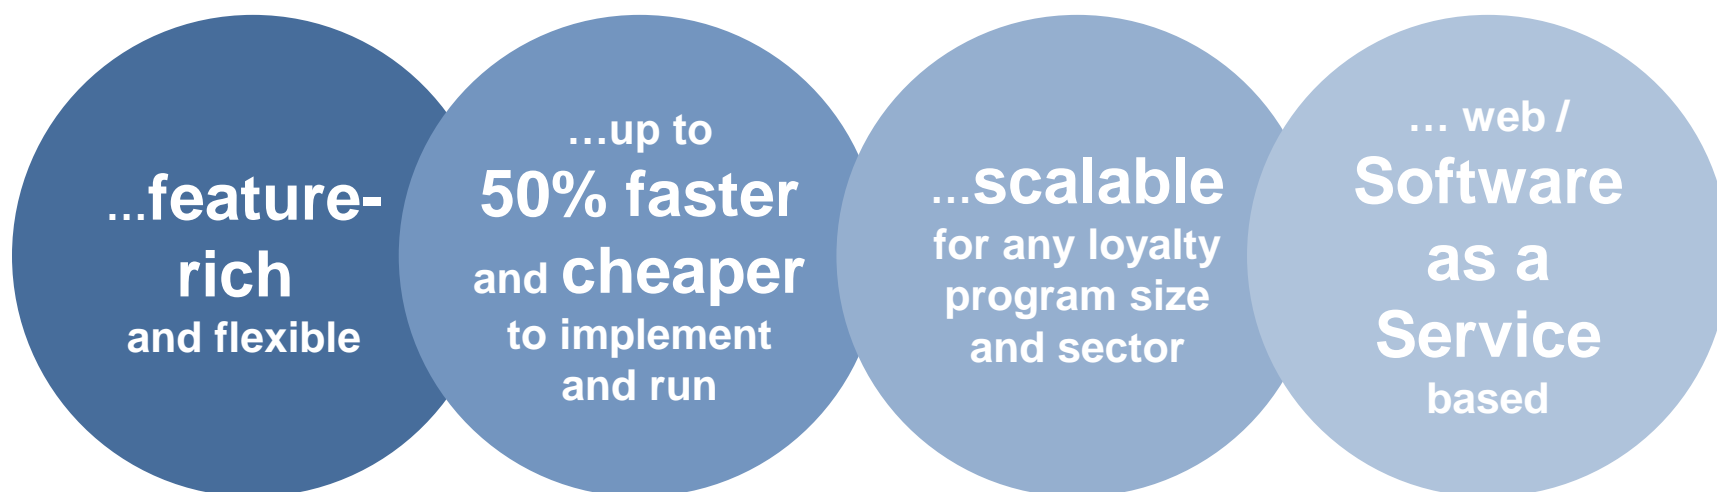 ...feature-
rich
and flexible
...up to
50% faster
and cheaper
to implement
and run
...scalable
for any loyalty
program size
and sector
... web /
Software
as a
Service
based